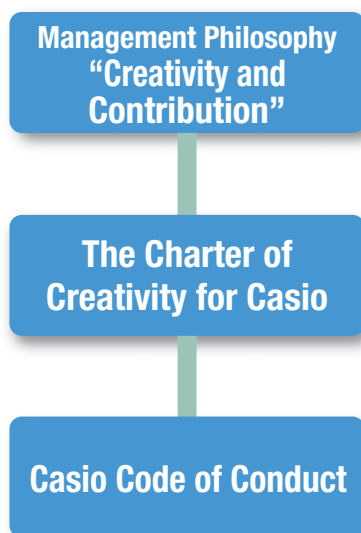 Management Philosophy
“Creativity and
Contribution”
The Charter of
Creativity for Casio
Casio Code of Conduct